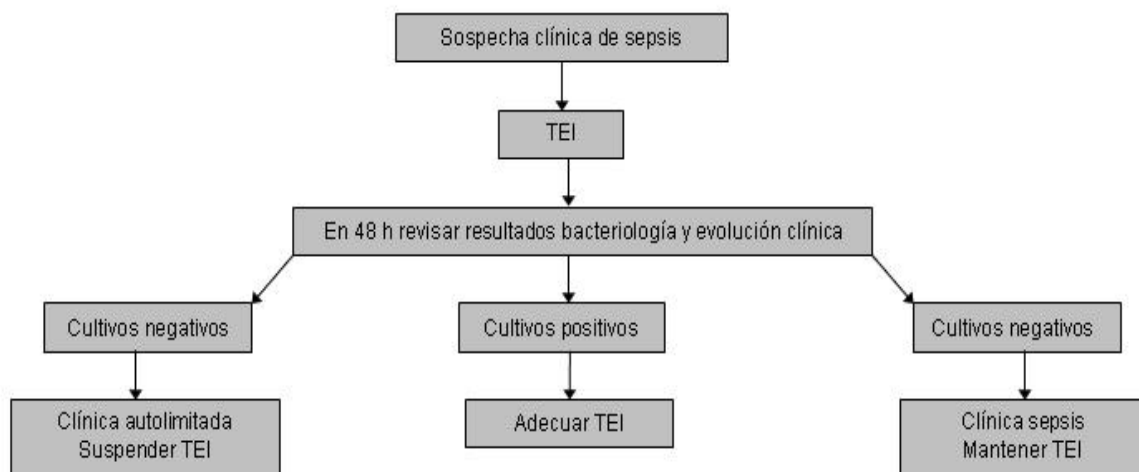 Sospecha clínica de sepsis
TEI
En 48 h revisar resultados bacteriología y evolución clínica
Cultivos negativos
Cultivos positivos
Cultivos negativos
Clínica autolimitada
Suspender TEI
Adecuar TEI
Clínica sepsis
Mantener TEI